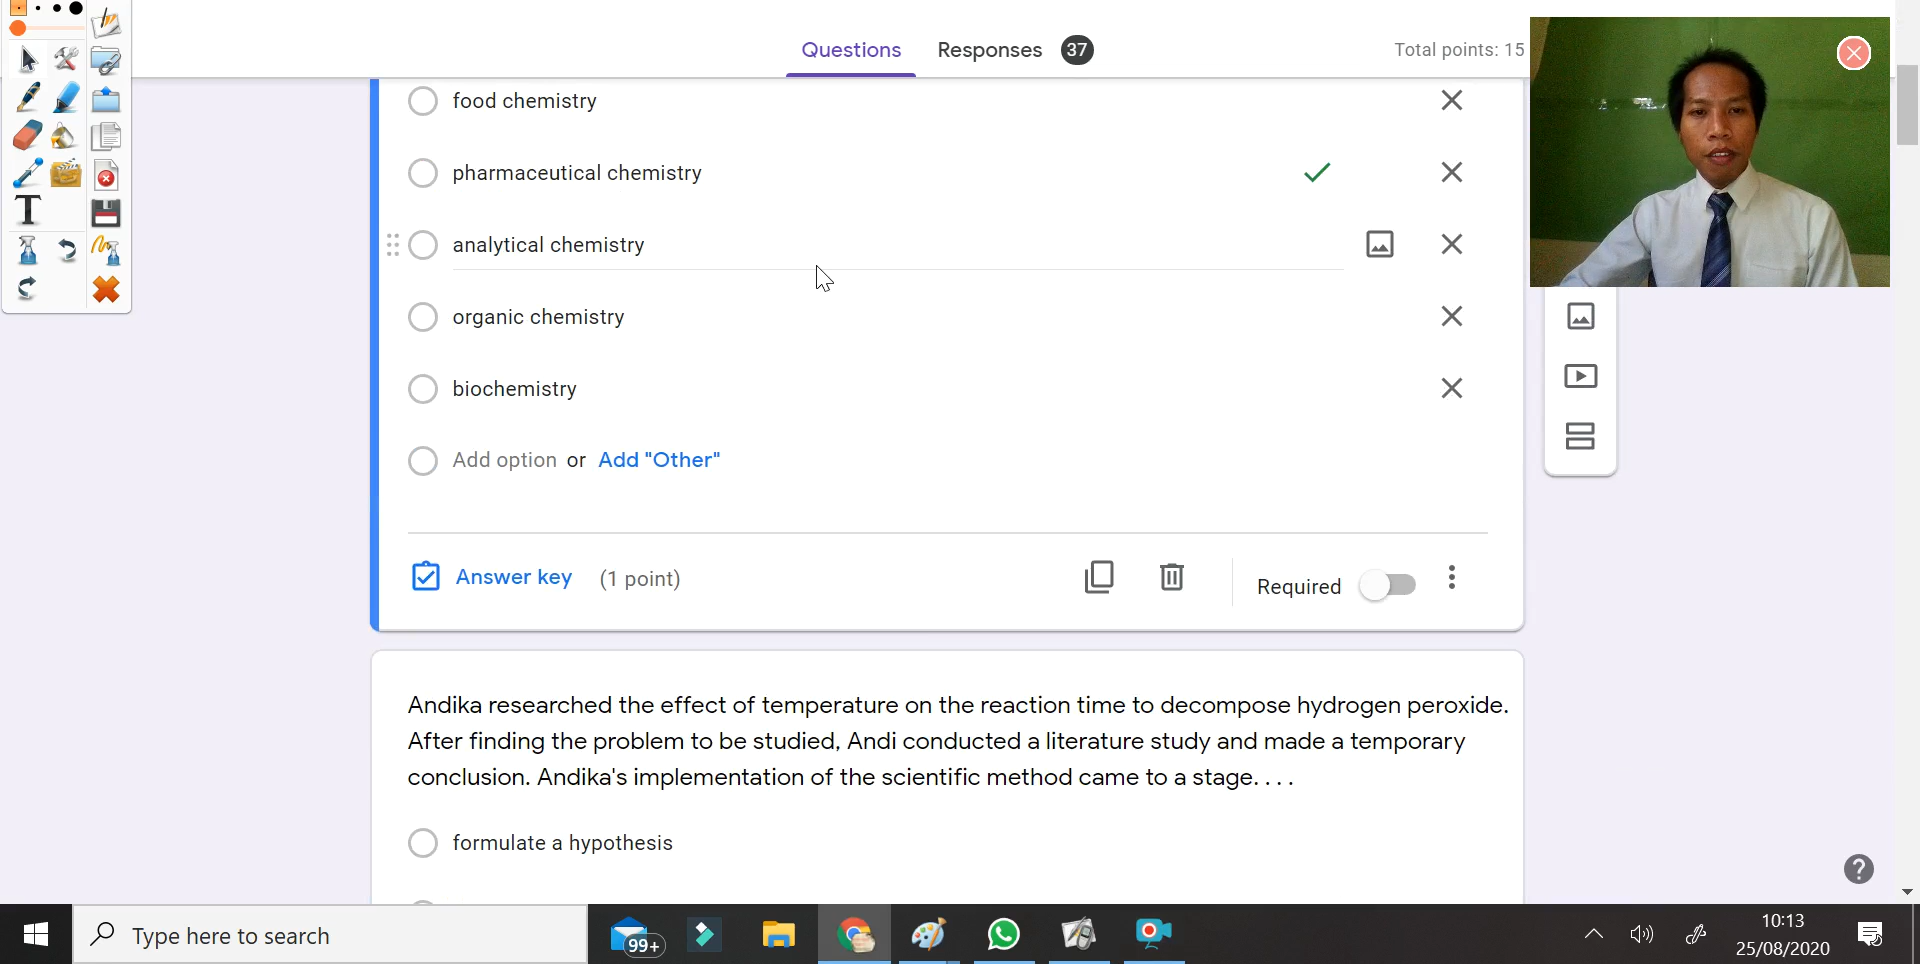 Questions
Responses 37
Total points: 15
food chemistry
pharmaceutical chemistry
analytical chemistry
organic chemistry
biochemistry
Add option or Add "Other"
Answer key (1 point)
Required
Andika researched the effect of temperature on the reaction time to decompose hydrogen peroxide.
After finding the problem to be studied, Andi conducted a literature study and made a temporary
conclusion. Andika's implementation of the scientific method came to a stage. . . .
formulate a hypothesis
T
Type here to search
99+
10:13
25/08/2020